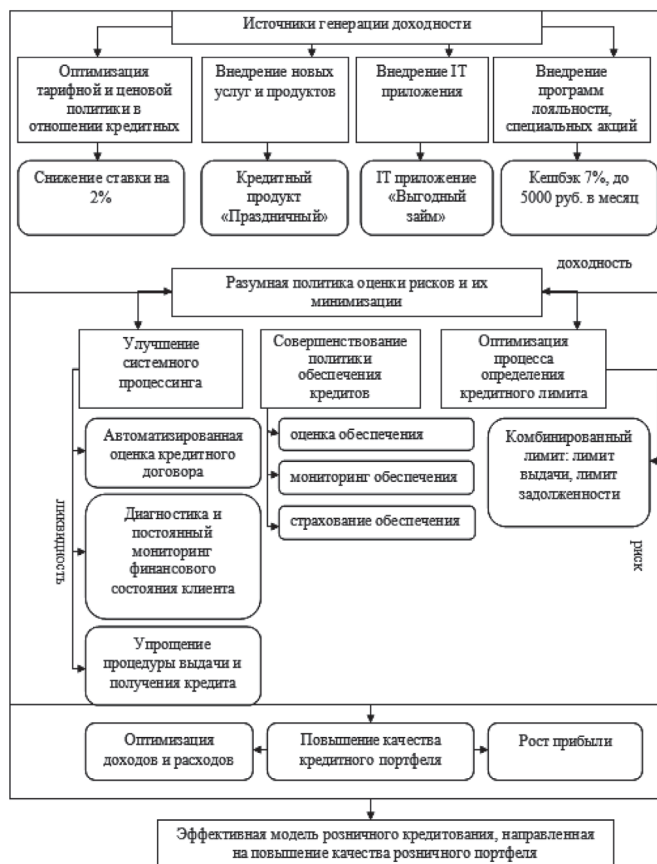 Источники генерации доходности
Оптимизация
тарифной и ценовой
политики в
отношении кредитных
Внедрение новых
услуг и продуктов
Внедрение IT
приложения
Внедрение
программ
лояльности,
специальных акций
Снижение ставки на
2%
Кредитный
продукт
«Праздничный»
IT приложение
«Выгодный
займ»
Кешбэк 7%, до
5000 руб. в месяц
доходность
Разумная политика оценки рисков и их
минимизации
Улучшение
системного
процессинга
Совершенствование
политики
обеспечения
кредитов
Оптимизация
процесса
определения
кредитного лимита
Автоматизированная
оценка кредитного
договора
Диагностика и
постоянный
мониторинг
финансового
состояния клиента
Упрощение
процедуры выдачи и
получения кредита
ликвидность
оценка обеспечения
мониторинг обеспечения
страхование обеспечения
Комбинированный
лимит: лимит
выдачи, лимит
задолженности
риск
Оптимизация
доходов и расходов
Повышение качества
кредитного портфеля
Рост прибыли
Эффективная модель розничного кредитования, направленная
на повышение качества розничного портфеля